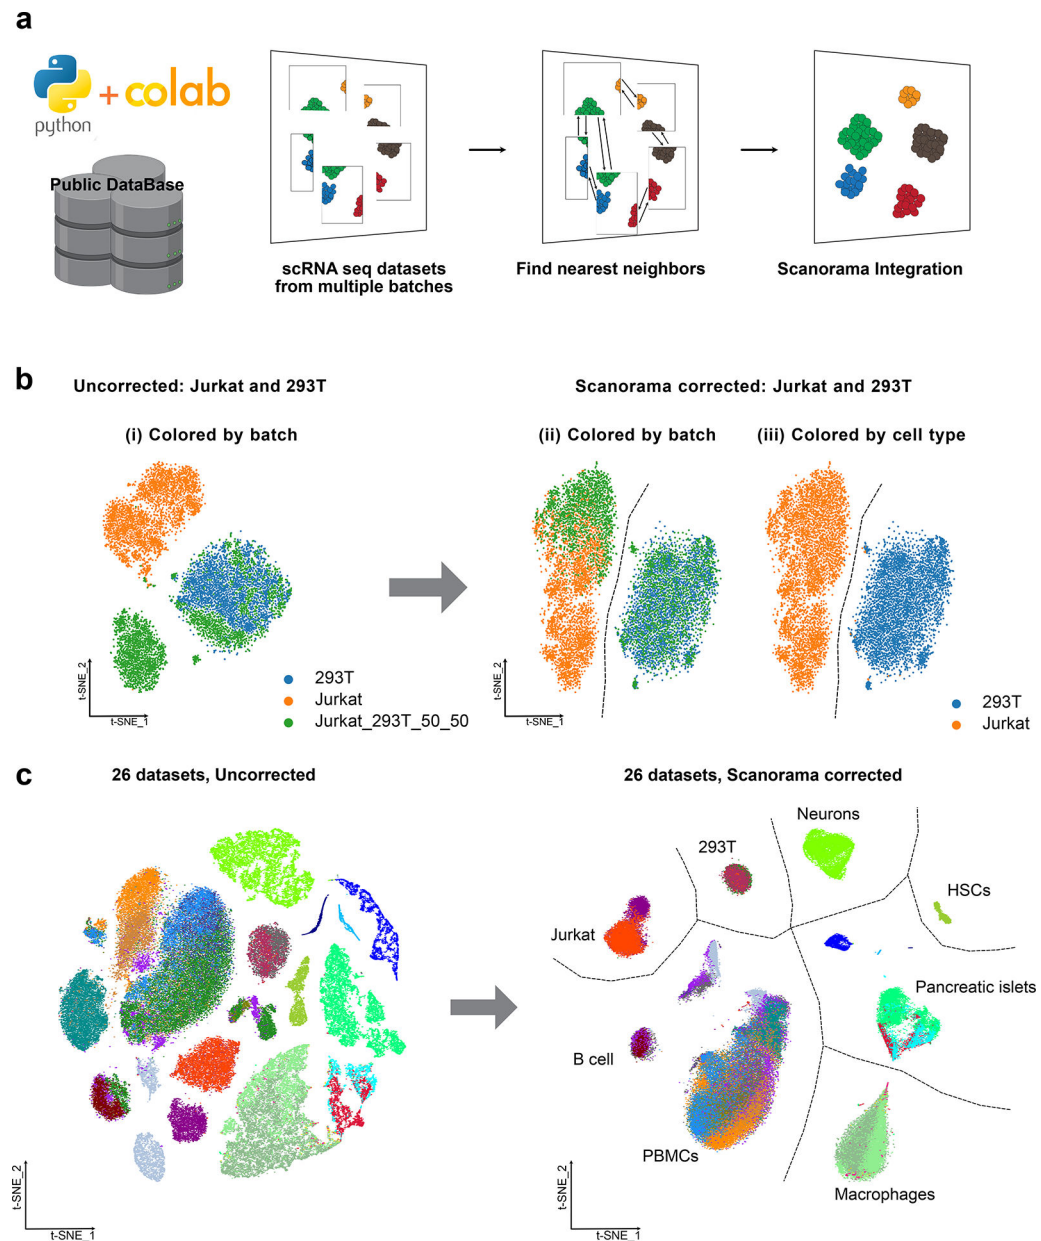 a
python
+ colab
Public DataBase
scRNA seq datasets
from multiple batches
Find nearest neighbors
Scanorama Integration
b
Uncorrected: Jurkat and 293T
Scanorama corrected: Jurkat and 293T
(i) Colored by batch
(ii) Colored by batch
(iii) Colored by cell type
t-SNE_2
t-SNE_1
293T
Jurkat
Jurkat_293T_50_50
t-SNE_2
t-SNE_1
293T
Jurkat
c
26 datasets, Uncorrected
26 datasets, Scanorama corrected
t-SNE_2
t-SNE_1
Neurons
293T
HSCs
Jurkat
Pancreatic islets
B cell
PBMCs
Macrophages
t-SNE_2
t-SNE_1